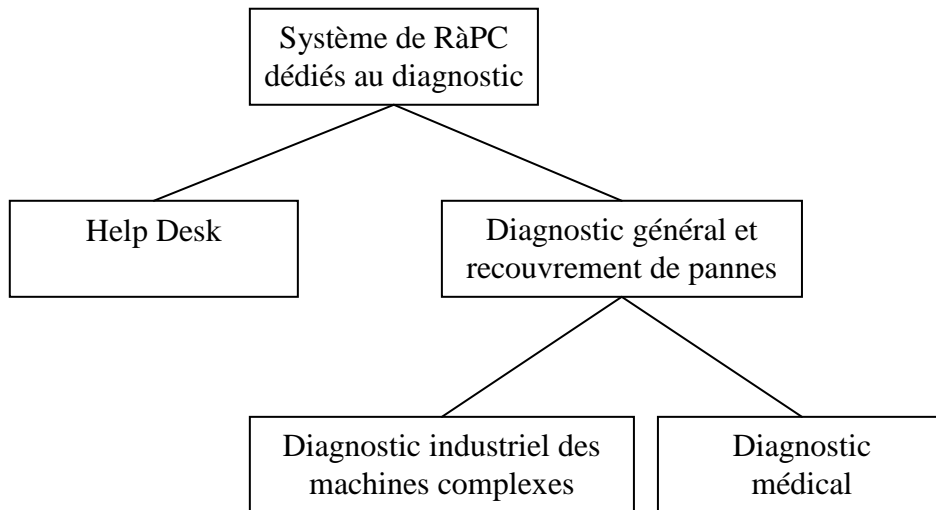 Système de RàPC
dédiés au diagnostic
Help Desk
Diagnostic général et
recouvrement de pannes
Diagnostic industriel des
machines complexes
Diagnostic
médical